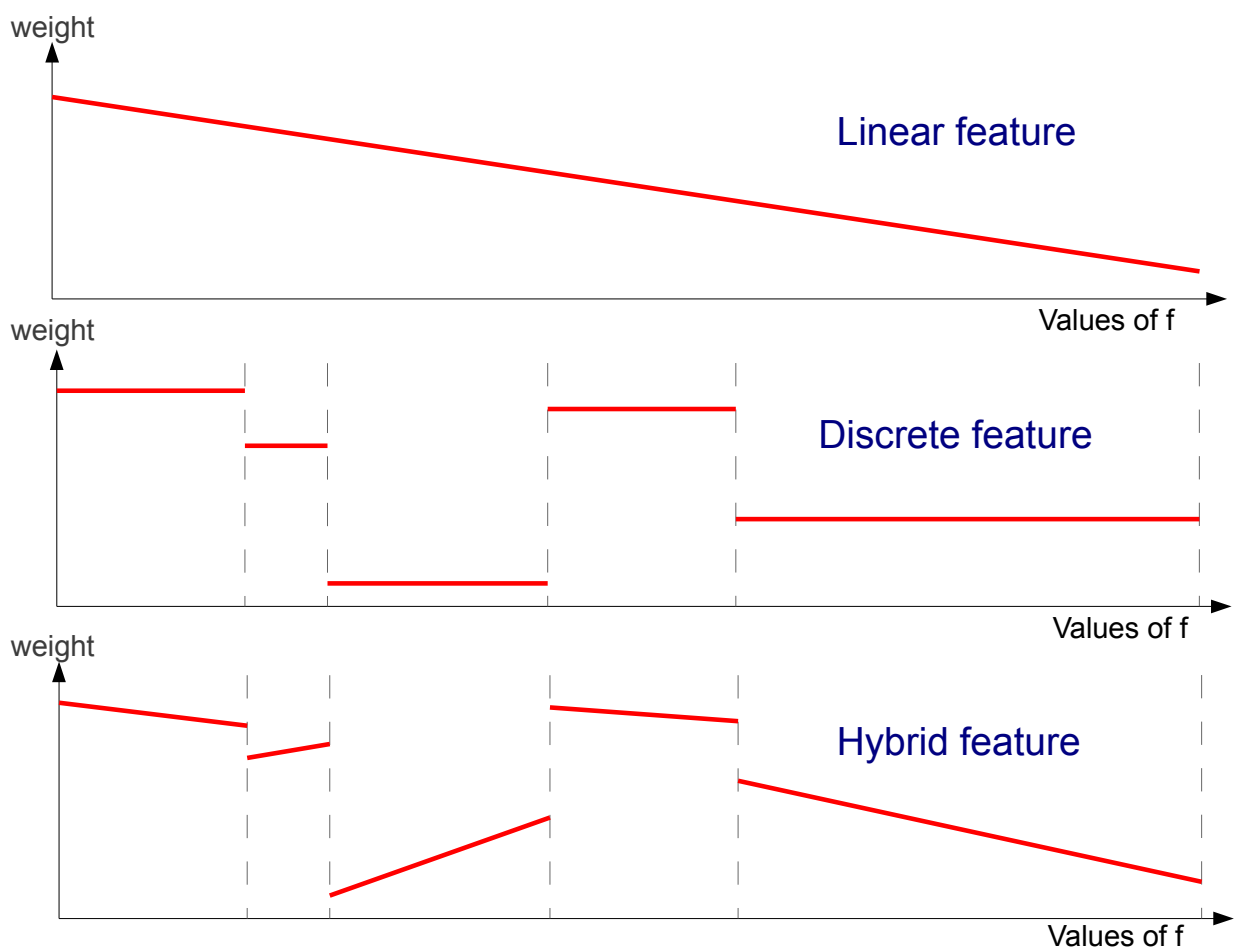 weight
Linear feature
Values of f
weight
Discrete feature
Values of f
weight
Hybrid feature
Values of f